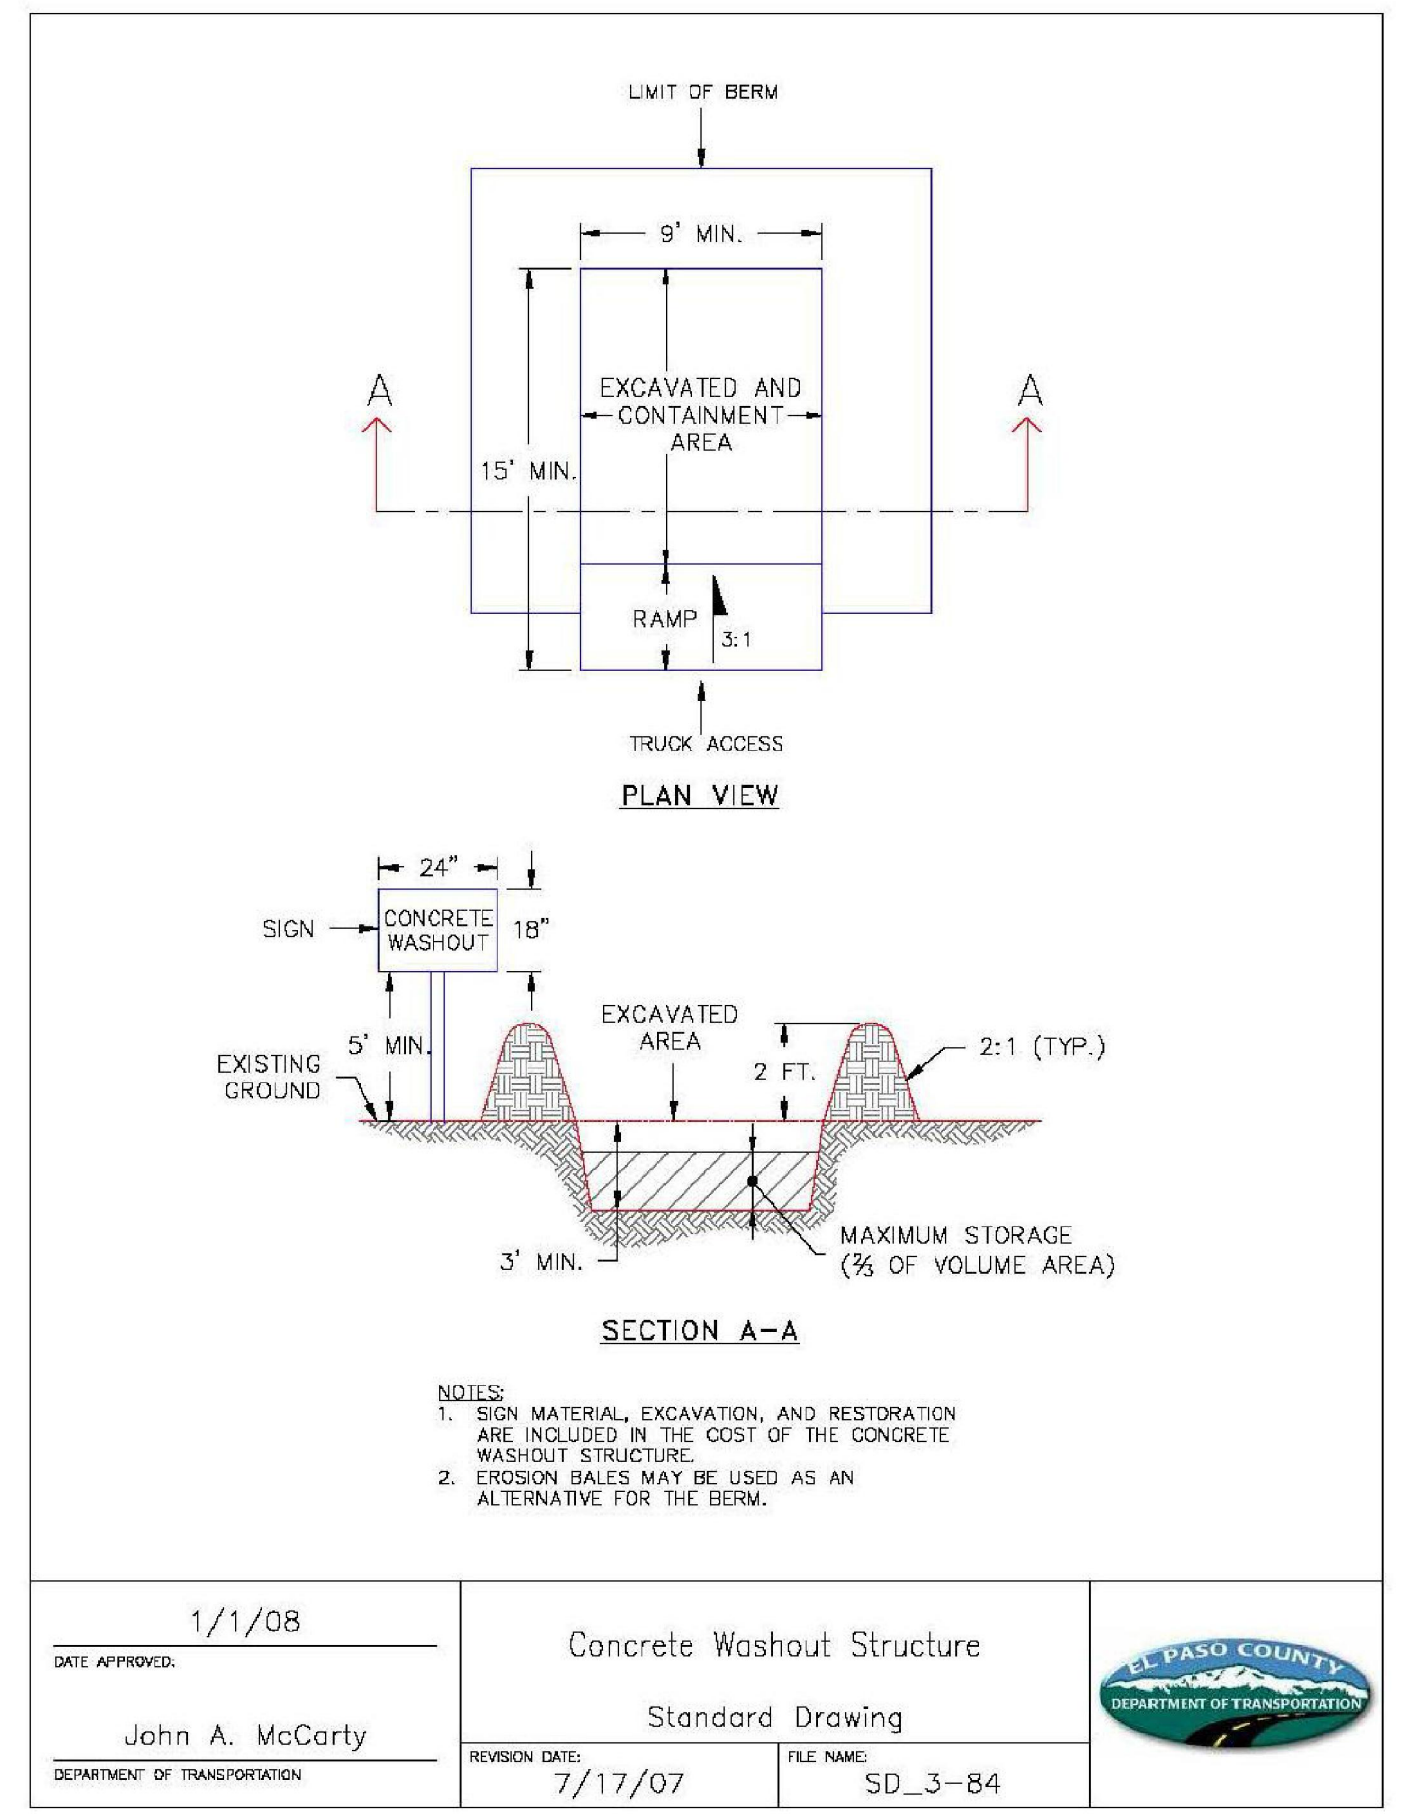 LIMIT OF BERM
9' MIN.
A
A
EXCAVATED AND
CONTAINMENT
AREA
15' MIN.
RAMP
3:1
TRUCK ACCESS
PLAN VIEW
24"
SIGN
CONCRETE
WASHOUT
18"
EXCAVATED
AREA
5' MIN.
2:1 (TYP.)
EXISTING
GROUND
2 FT.
3' MIN.
MAXIMUM STORAGE
(⅔ OF VOLUME AREA)
SECTION A-A
NOTES:
1. SIGN MATERIAL, EXCAVATION, AND RESTORATION
ARE INCLUDED IN THE COST OF THE CONCRETE
WASHOUT STRUCTURE.
2. EROSION BALES MAY BE USED AS AN
ALTERNATIVE FOR THE BERM.
1/1/08
DATE APPROVED:
John A. McCarty
DEPARTMENT OF TRANSPORTATION
Concrete Washout Structure
Standard Drawing
REVISION DATE:
7/17/07
FILE NAME:
SD_3-84
EL PASO COUNTY
DEPARTMENT OF TRANSPORTATION